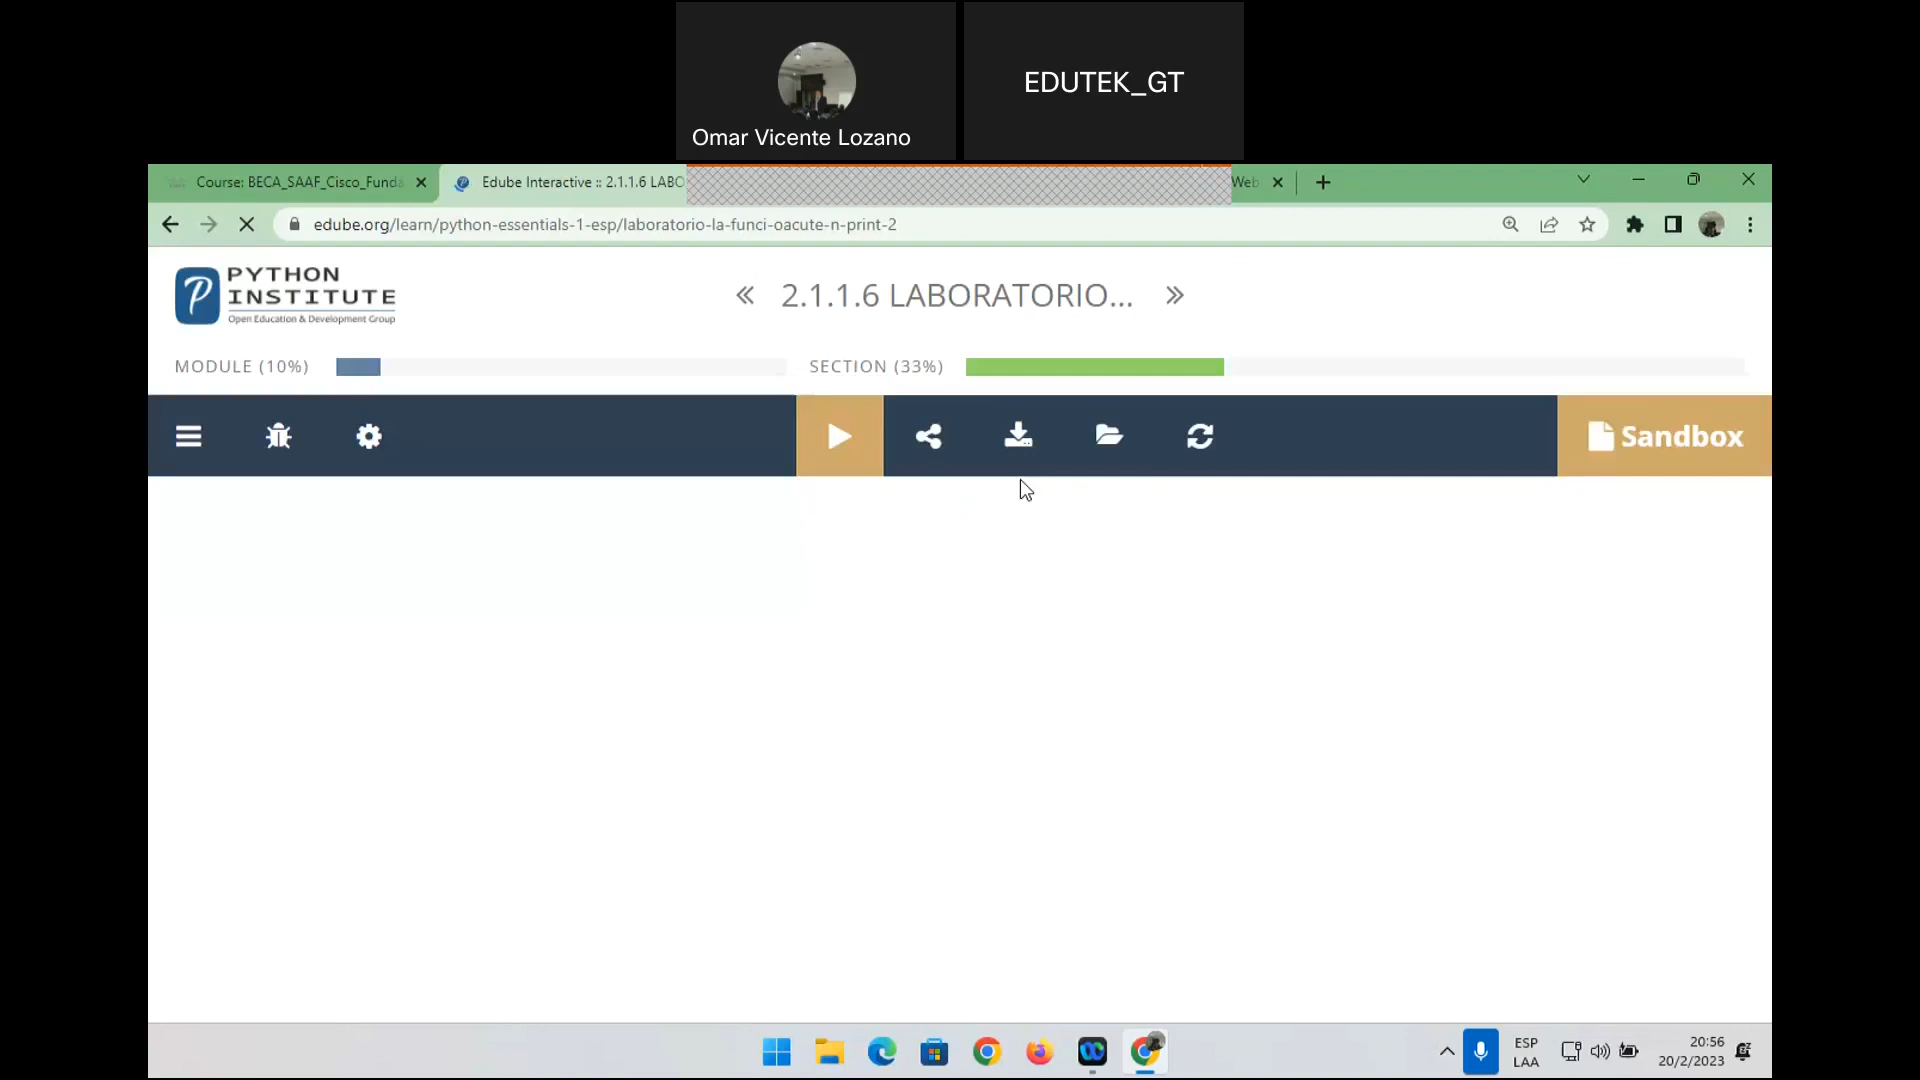 EDUTEK_GT
Omar Vicente Lozano
Course: BECA_SAAF_Cisco_Funda
Edube Interactive :: 2.1.1.6 LABO
Web
edube.org/learn/python-essentials-1-esp/laboratorio-la-funci-oacute-n-print-2
PYTHON
INSTITUTE
Open Education & Development Group
« 2.1.1.6 LABORATORIO... »
MODULE (10%)
SECTION (33%)
Sandbox
ESP
LAA
20:56
20/2/2023